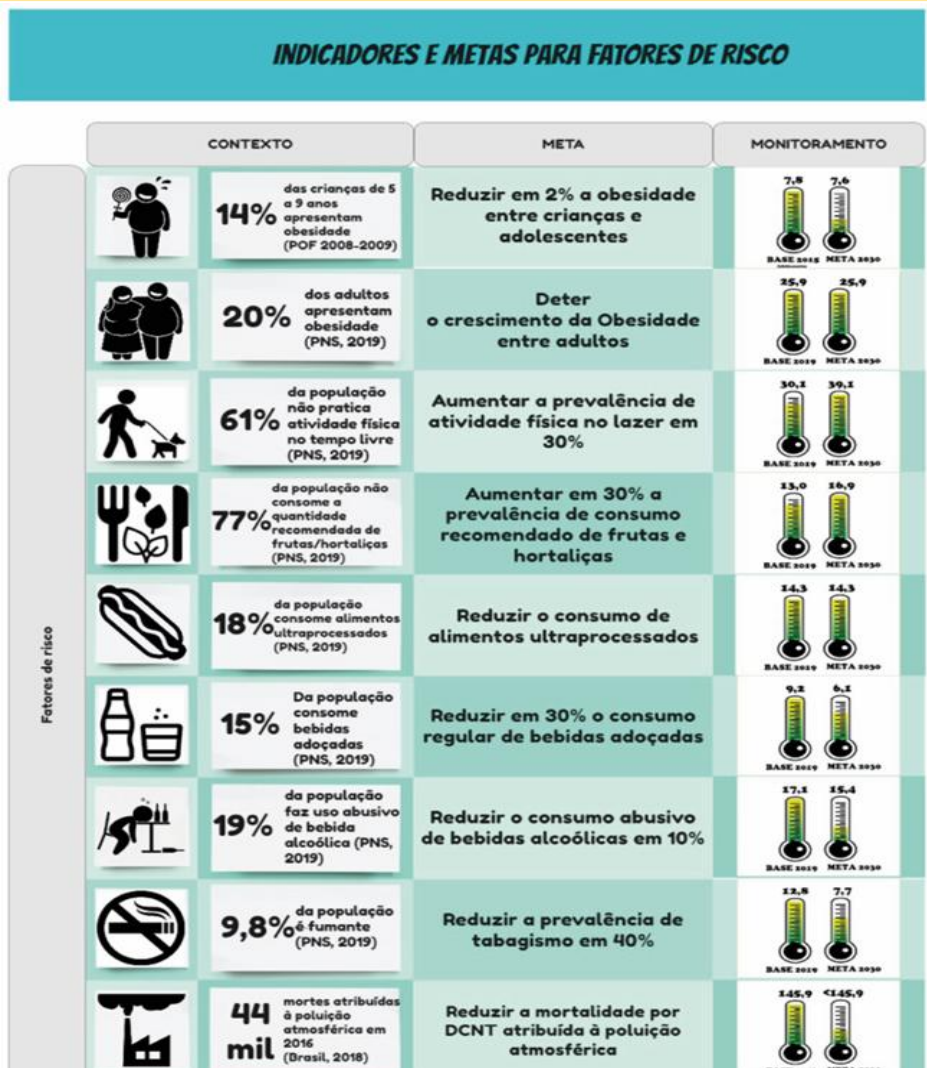 INDICADORES E METAS PARA FATORES DE RISCO
CONTEXTO
META
MONITORAMENTO
Fatores de risco
14%
das crianças de 5
a 9 anos
apresentam
obesidade
(POF 2008-2009)
Reduzir em 2% a obesidade
entre crianças e
adolescentes
7,8 7,6
BASE 2018 META 2030
20%
dos adultos
apresentam
obesidade
(PNS, 2019)
Deter
o crescimento da Obesidade
entre adultos
25,9 25,9
BASE 2019 META 2030
61%
da população
não pratica
atividade física
no tempo livre
(PNS, 2019)
Aumentar a prevalência de
atividade física no lazer em
30%
30,1 39,1
BASE 2019 META 2030
77%
da população não
consome a
quantidade
recomendada de
frutas/hortaliças
(PNS, 2019)
Aumentar em 30% a
prevalência de consumo
recomendado de frutas e
hortaliças
13,0 16,9
BASE 2019 META 2030
18%
da população
consome alimentos
ultraprocessados
(PNS, 2019)
Reduzir o consumo de
alimentos ultraprocessados
14,3 14,3
BASE 2019 META 2030
15%
Da população
consome
bebidas
adoçadas
(PNS, 2019)
Reduzir em 30% o consumo
regular de bebidas adoçadas
9,2 6,1
BASE 2019 META 2030
19%
da população
faz uso abusivo
de bebida
alcoólica (PNS,
2019)
Reduzir o consumo abusivo
de bebidas alcoólicas em 10%
17,1 15,4
BASE 2019 META 2030
9,8%
da população
é fumante
(PNS, 2019)
Reduzir a prevalência de
tabagismo em 40%
12,8 7,7
BASE 2019 META 2030
44
mil
mortes atribuídas
à poluição
atmosférica em
2016
(Brasil, 2018)
Reduzir a mortalidade por
DCNT atribuída à poluição
atmosférica
145,9 <145,9